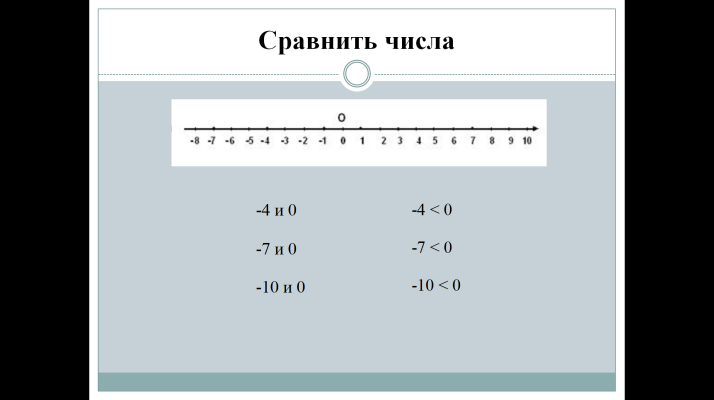 Сравнить числа
O
-8 -7 -6 -5 -4 -3 -2 -1 0 1 2 3 4 5 6 7 8 9 10
-4 и 0 -4 < 0
-7 и 0 -7 < 0
-10 и 0 -10 < 0